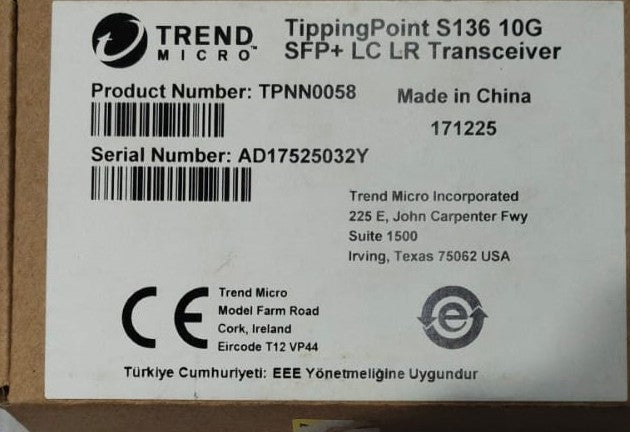 TREND
MICRO™
TippingPoint S136 10G
SFP+ LC LR Transceiver
Product Number: TPNN0058
Made in China
171225
Serial Number: AD17525032Y
Trend Micro Incorporated
225 E, John Carpenter Fwy
Suite 1500
Irving, Texas 75062 USA
CE
Trend Micro
Model Farm Road
Cork, Ireland
Eircode T12 VP44
e
Türkiye Cumhuriyeti: EEE Yönetmeliğine Uygundur